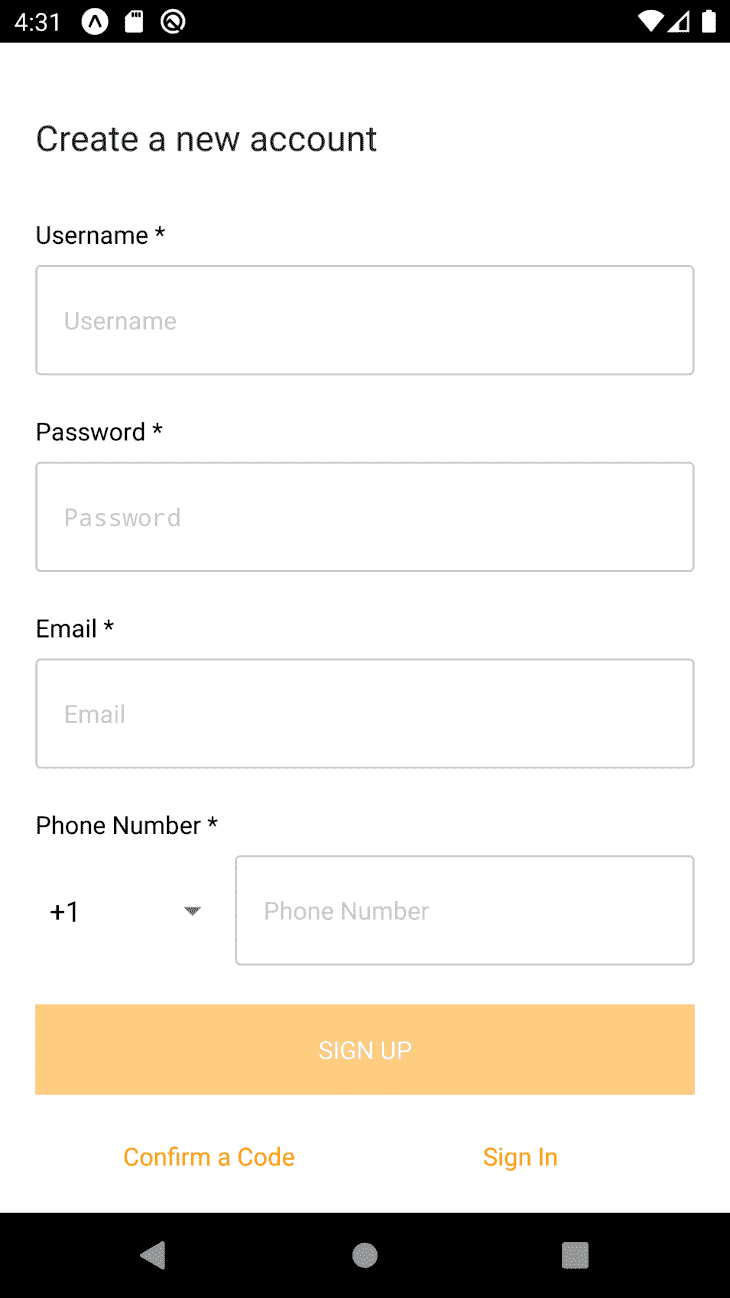 4:31
Create a new account
Username *
Username
Password *
Password
Email *
Email
Phone Number *
+1
Phone Number
SIGN UP
Confirm a Code
Sign In